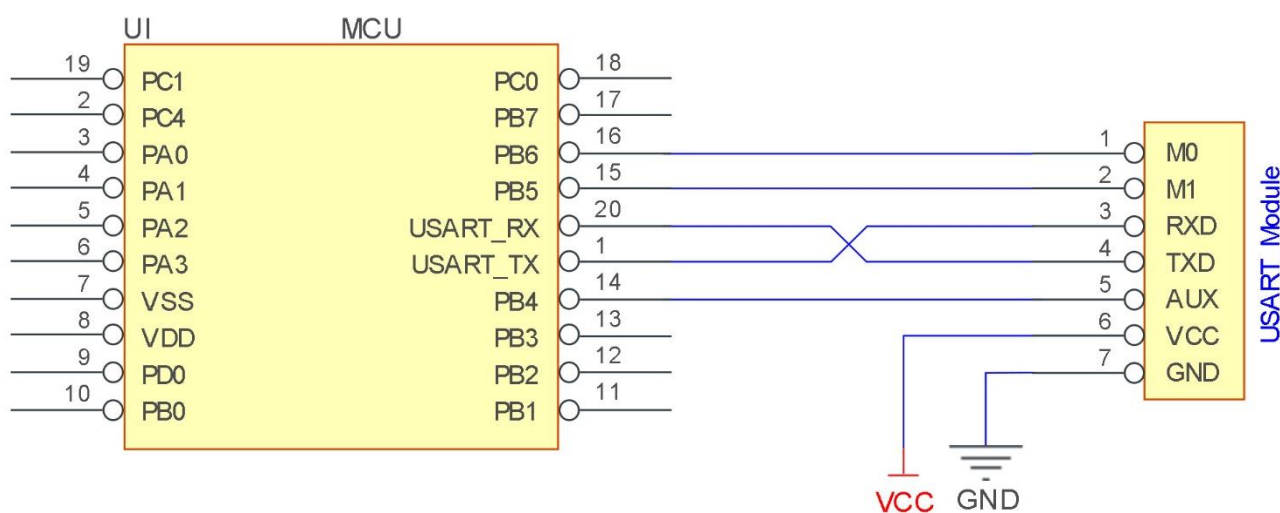 UI MCU
19 PC1 PC0 18
2 PC4 PB7 17
3 PA0 PB6 16 1 M0
4 PA1 PB5 15 2 M1
5 PA2 USART_RX 20 3 RXD
6 PA3 USART_TX 1 4 TXD
7 VSS PB4 14 5 AUX
8 VDD PB3 13 6 VCC
9 PD0 PB2 12 7 GND
10 PB0 PB1 11
USART Module
VCC GND